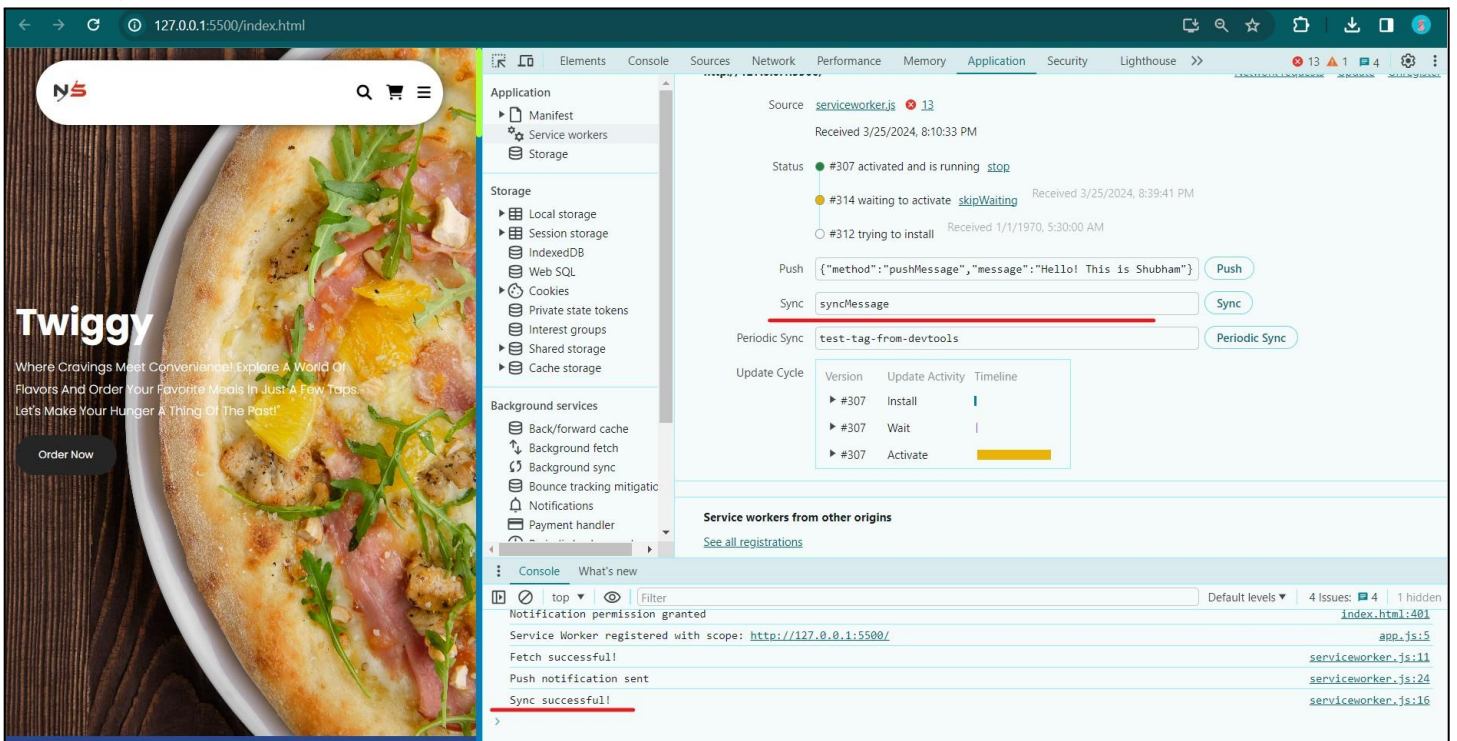 127.0.0.1:5500/index.html
NS
Twiggy
Where Cravings Meet Convenience! Explore A World Of
Flavors And Order Your Favorite Meals In Just A Few Taps.
Let's Make Your Hunger A Thing Of The Past!"
Order Now
Elements Console Sources Network Performance Memory Application Security Lighthouse >> 13 1 4
Application
Manifest
Service workers
Storage
Storage
Local storage
Session storage
IndexedDB
Web SQL
Cookies
Private state tokens
Interest groups
Shared storage
Cache storage
Background services
Back/forward cache
Background fetch
Background sync
Bounce tracking mitigatic
Notifications
Payment handler
Network requests Update Unregister
Source serviceworker.js 13
Received 3/25/2024, 8:10:33 PM
Status #307 activated and is running stop
#314 waiting to activate skipWaiting Received 3/25/2024, 8:39:41 PM
#312 trying to install Received 1/1/1970, 5:30:00 AM
Push {"method":"pushMessage","message":"Hello! This is Shubham"} Push
Sync syncMessage Sync
Periodic Sync test-tag-from-devtools Periodic Sync
Update Cycle Version Update Activity Timeline
#307 Install
#307 Wait
#307 Activate
Service workers from other origins
See all registrations
Console What's new
top Filter Default levels 4 Issues: 4 1 hidden
Notification permission granted index.html:401
Service Worker registered with scope: http://127.0.0.1:5500/ app.js:5
Fetch successful! serviceworker.js:11
Push notification sent serviceworker.js:24
Sync successful! serviceworker.js:16
>